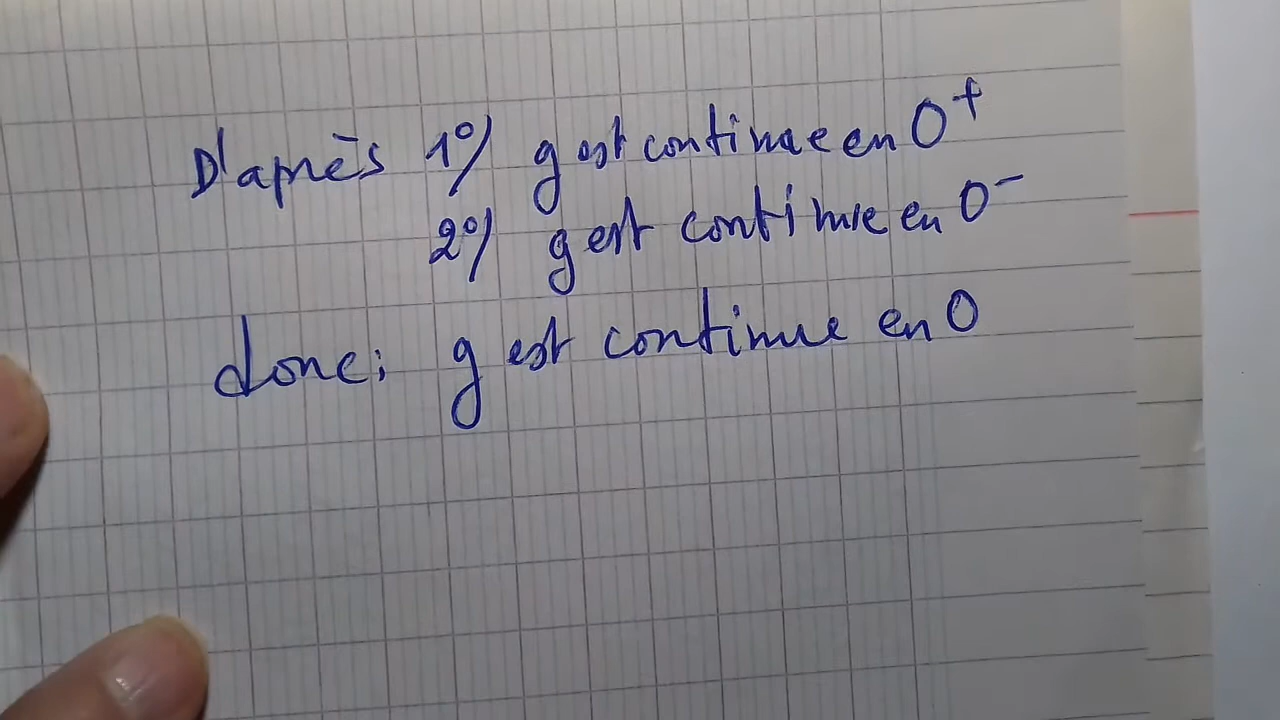 D'après 1°/ g est continue en 0⁺
2°/ g est continue en 0⁻
donc: g est continue en 0